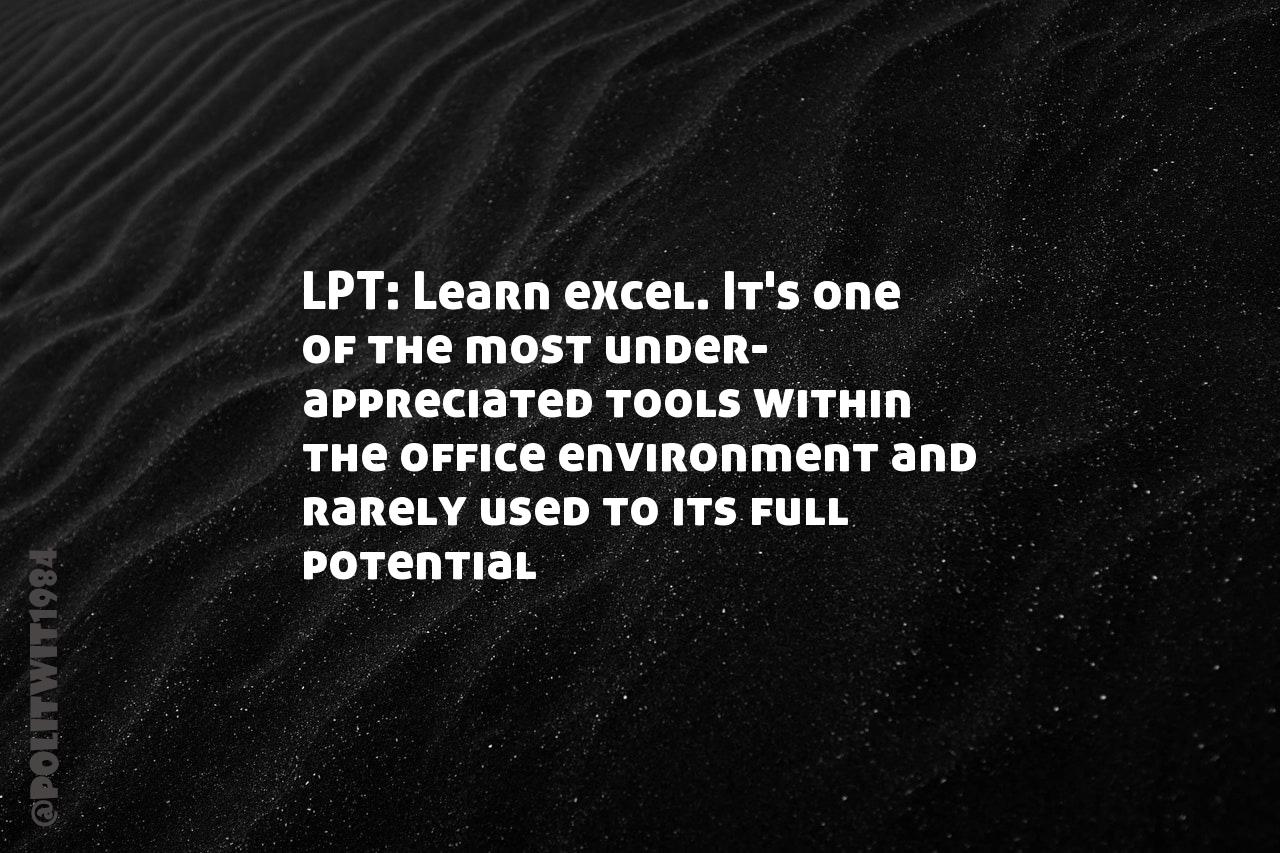 LPT: Learn excel. It's one
of the most under-
appreciated tools within
the office environment and
rarely used to its full
potential
@politwit1984